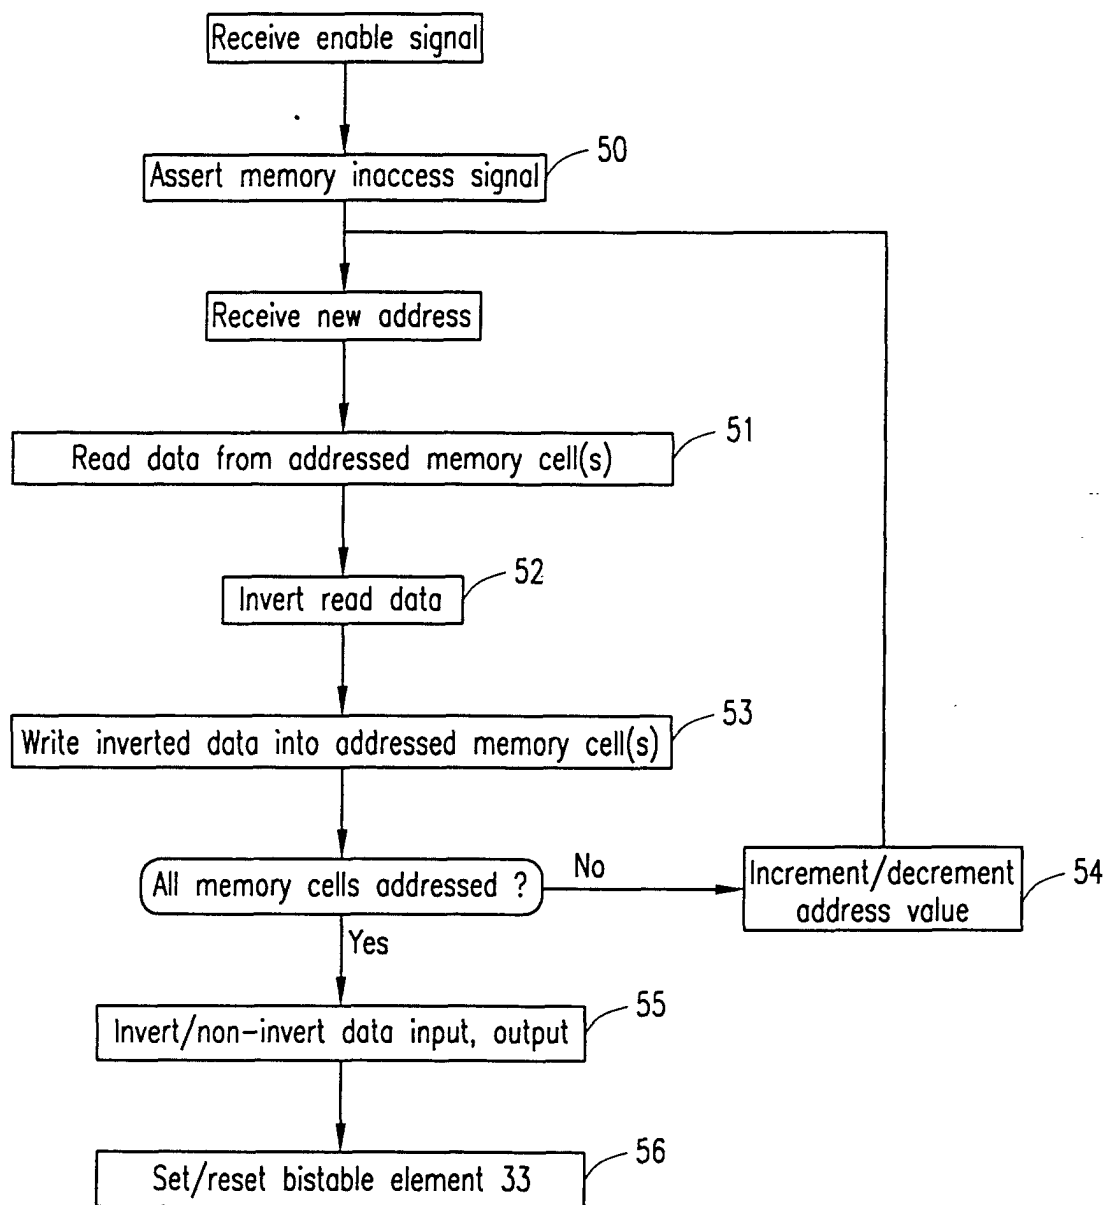 Receive enable signal
50
Assert memory inaccess signal
Receive new address
51
Read data from addressed memory cell(s)
52
Invert read data
53
Write inverted data into addressed memory cell(s)
All memory cells addressed ?
No
Increment/decrement
address value
54
Yes
55
Invert/non-invert data input, output
56
Set/reset bistable element 33